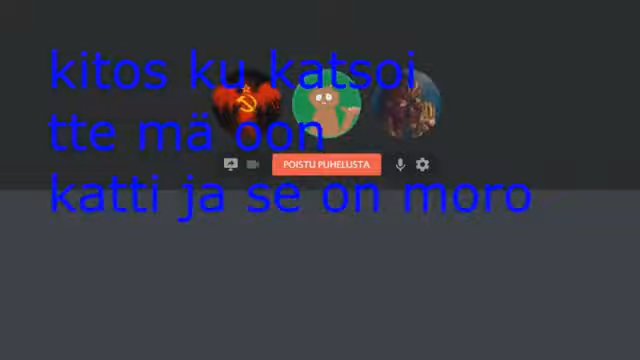 kitos ku katsoi
tte mä oon
POISTU PUHELUSTA
katti ja se on moro